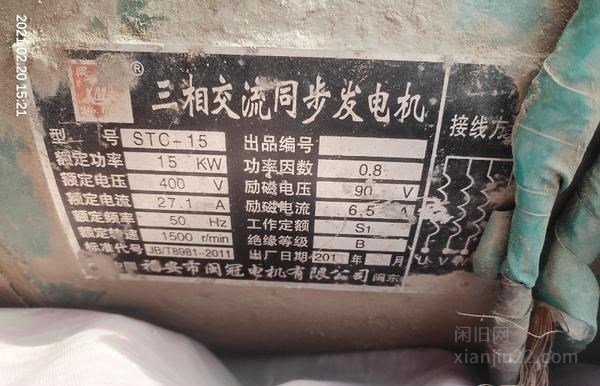 2021.02.20 15:21
三相交流同步发电机
型 号 STC-15
出品编号
额定功率 15 KW
功率因数 0.8
额定电压 400 V
励磁电压 90 V
额定电流 27.1 A
励磁电流 6.5 A
额定频率 50 Hz
工作定额 S1
额定转速 1500 r/min
绝缘等级 B
标准代号 JB/T8981-2011
出厂日期 年 月
福安市闽冠电机有限公司 闽东
接线方
U V W
闲旧网
xianjiu22.com